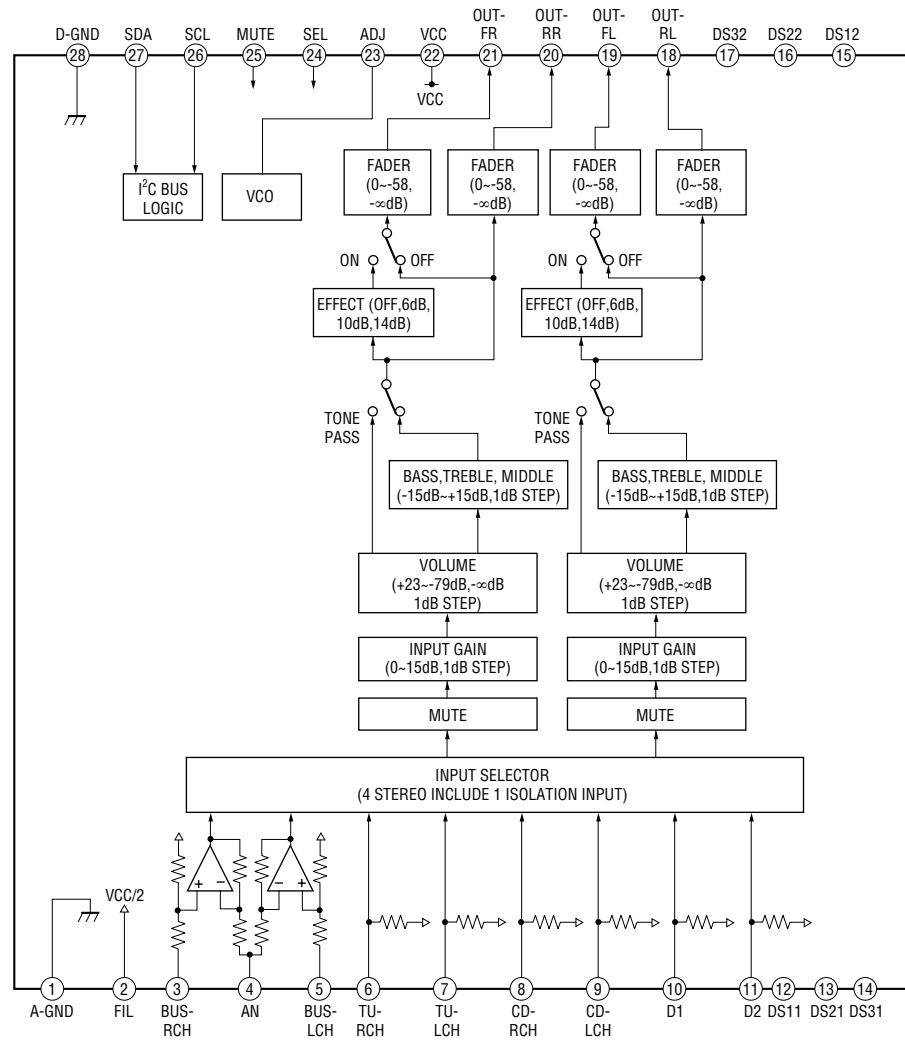 OUT- OUT- OUT- OUT-
D-GND SDA SCL MUTE SEL ADJ VCC FR RR FL RL DS32 DS22 DS12
28 27 26 25 24 23 22 21 20 19 18 17 16 15
VCC
I²C BUS
LOGIC
VCO
FADER
(0~-58,
-∞dB)
FADER
(0~-58,
-∞dB)
FADER
(0~-58,
-∞dB)
FADER
(0~-58,
-∞dB)
ON OFF
ON OFF
EFFECT (OFF,6dB,
10dB,14dB)
EFFECT (OFF,6dB,
10dB,14dB)
TONE
PASS
TONE
PASS
BASS,TREBLE, MIDDLE
(-15dB~+15dB,1dB STEP)
BASS,TREBLE, MIDDLE
(-15dB~+15dB,1dB STEP)
VOLUME
(+23~-79dB,-∞dB
1dB STEP)
VOLUME
(+23~-79dB,-∞dB
1dB STEP)
INPUT GAIN
(0~15dB,1dB STEP)
INPUT GAIN
(0~15dB,1dB STEP)
MUTE
MUTE
INPUT SELECTOR
(4 STEREO INCLUDE 1 ISOLATION INPUT)
+ − − +
VCC/2
1 2 3 4 5 6 7 8 9 10 11 12 13 14
A-GND FIL BUS- AN BUS- TU- TU- CD- CD- D1 D2 DS11 DS21 DS31
RCH LCH RCH LCH RCH LCH